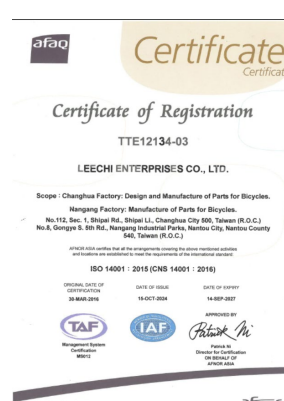 afaq
Certificate
Certificat
Certificate of Registration
TTE12134-03
LEECHI ENTERPRISES CO., LTD.
Scope : Changhua Factory: Design and Manufacture of Parts for Bicycles.
Nangang Factory: Manufacture of Parts for Bicycles.
No.112, Sec. 1, Shipai Rd., Shipai Li., Changhua City 500, Taiwan (R.O.C.)
No.8, Gongye S. 5th Rd., Nangang Industrial Parks, Nantou City, Nantou County
540, Taiwan (R.O.C.)
AFNOR ASIA certifies that all the arrangements covering the above mentioned activities
and locations are established to meet the requirements of the international standard:
ISO 14001 : 2015 (CNS 14001 : 2016)
ORIGINAL DATE OF
CERTIFICATION
DATE OF ISSUE
DATE OF EXPIRY
30-MAR-2016
15-OCT-2024
14-SEP-2027
APPROVED BY
TAF
IAF
Patrick Ni
Management System
Certification
MS012
Patrick Ni
Director for Certification
ON BEHALF OF
AFNOR ASIA